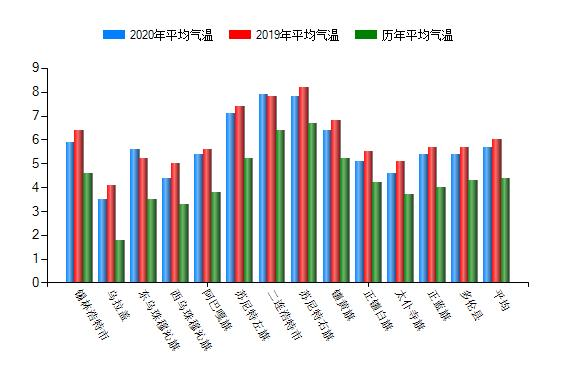 2020年平均气温 2019年平均气温 历年平均气温
9
8
7
6
5
4
3
2
1
0
锡林浩特市
乌拉盖
东乌珠穆沁旗
西乌珠穆沁旗
阿巴嘎旗
苏尼特左旗
二连浩特市
苏尼特右旗
镶黄旗
正镶白旗
太仆寺旗
正蓝旗
多伦县
平均